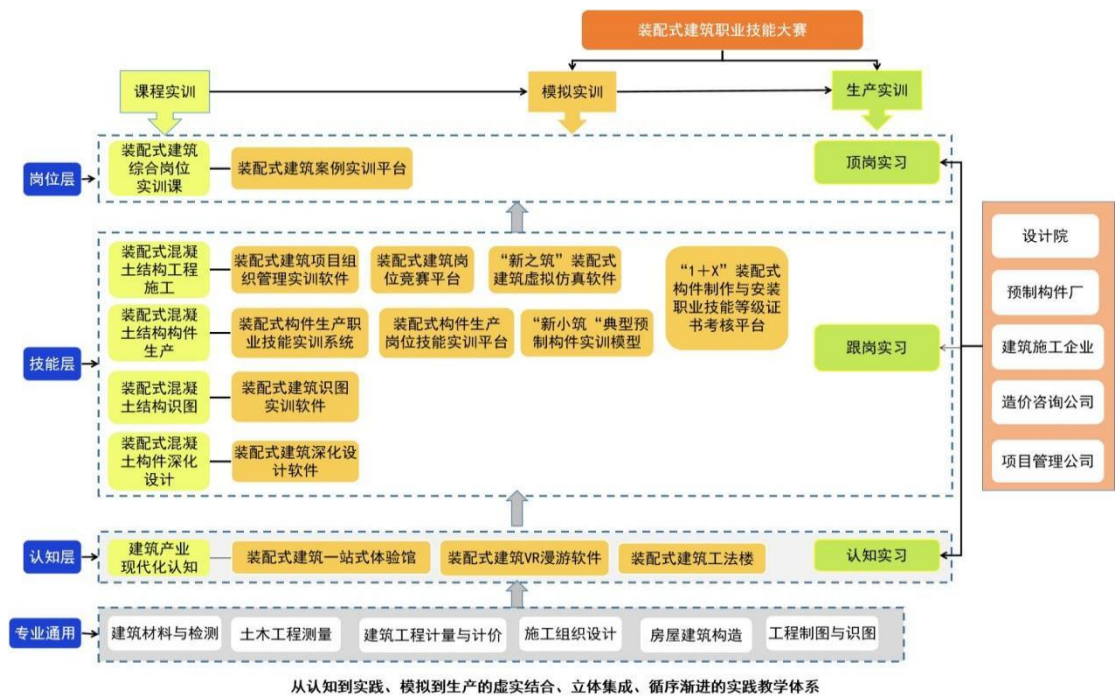 装配式建筑职业技能大赛
课程实训
模拟实训
生产实训
岗位层
装配式建筑
综合岗位
实训课
装配式建筑案例实训平台
顶岗实习
技能层
装配式混凝
土结构工程
施工
装配式建筑项目组
织管理实训软件
装配式建筑岗
位竞赛平台
“新之筑”装配式
建筑虚拟仿真软件
“1+X”装配式
构件制作与安装
职业技能等级证
书考核平台
装配式混凝
土结构构件
生产
装配式构件生产职
业技能实训系统
装配式构件生产
岗位技能实训平台
“新小筑“典型预
制构件实训模型
跟岗实习
装配式混凝
土结构识图
装配式建筑识图
实训软件
装配式混凝
土构件深化
设计
装配式建筑深化设
计软件
认知层
建筑产业
现代化认知
装配式建筑一站式体验馆
装配式建筑VR漫游软件
装配式建筑工法楼
认知实习
设计院
预制构件厂
建筑施工企业
造价咨询公司
项目管理公司
专业通用
建筑材料与检测
土木工程测量
建筑工程计量与计价
施工组织设计
房屋建筑构造
工程制图与识图
从认知到实践、模拟到生产的虚实结合、立体集成、循序渐进的实践教学体系